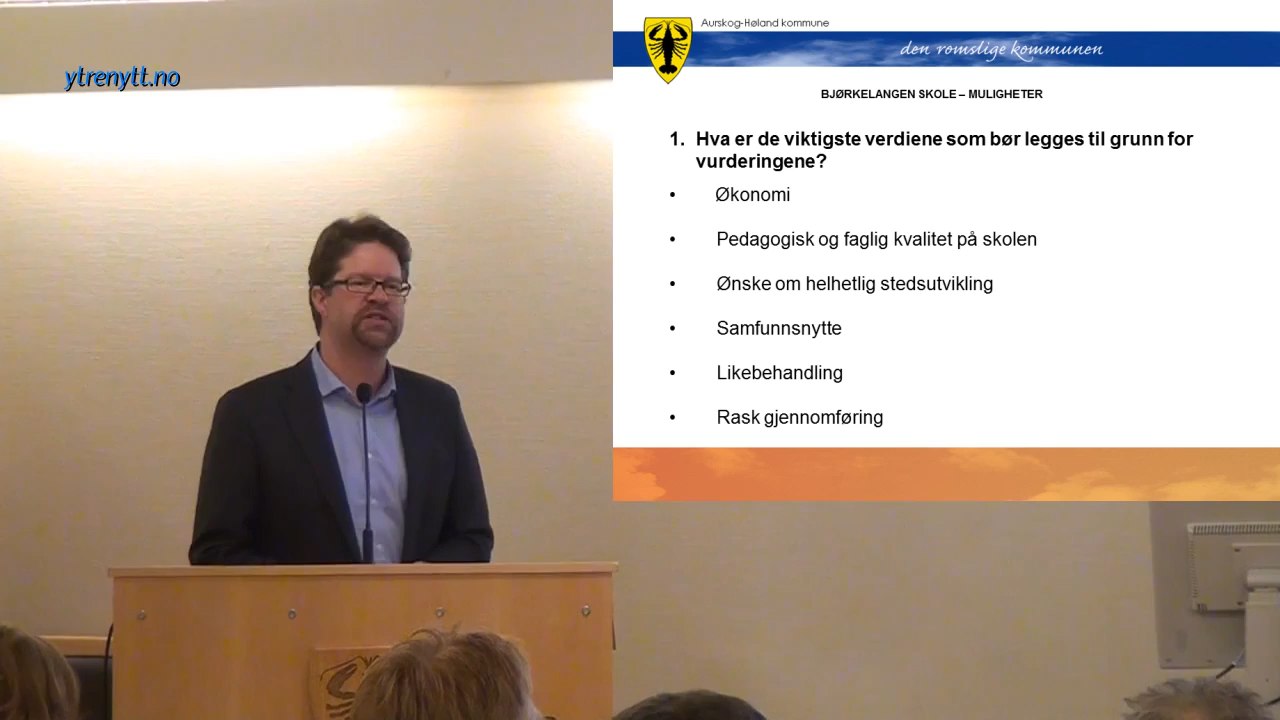 ytrenytt.no
Aurskog-Høland kommune
den romslige kommunen
BJØRKELANGEN SKOLE – MULIGHETER
1. Hva er de viktigste verdiene som bør legges til grunn for
vurderingene?
• Økonomi
• Pedagogisk og faglig kvalitet på skolen
• Ønske om helhetlig stedsutvikling
• Samfunnsnytte
• Likebehandling
• Rask gjennomføring